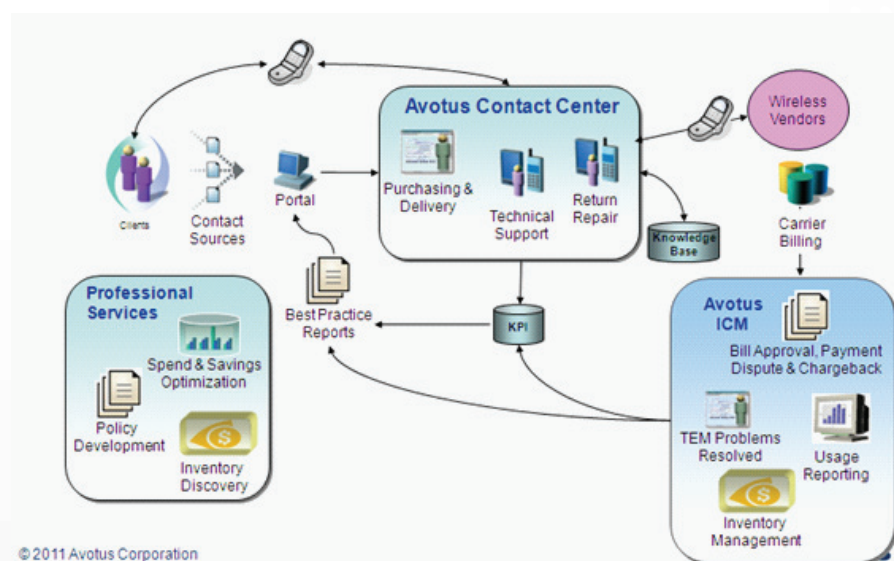 Avotus Contact Center
Wireless
Vendors
Purchasing &
Delivery
Technical
Support
Return
Repair
Clients
Contact
Sources
Portal
Knowledge
Base
Carrier
Billing
Professional
Services
Spend & Savings
Optimization
Policy
Development
Inventory
Discovery
Best Practice
Reports
KPI
Avotus
ICM
Bill Approval, Payment
Dispute & Chargeback
TEM Problems
Resolved
Usage
Reporting
Inventory
Management
© 2011 Avotus Corporation